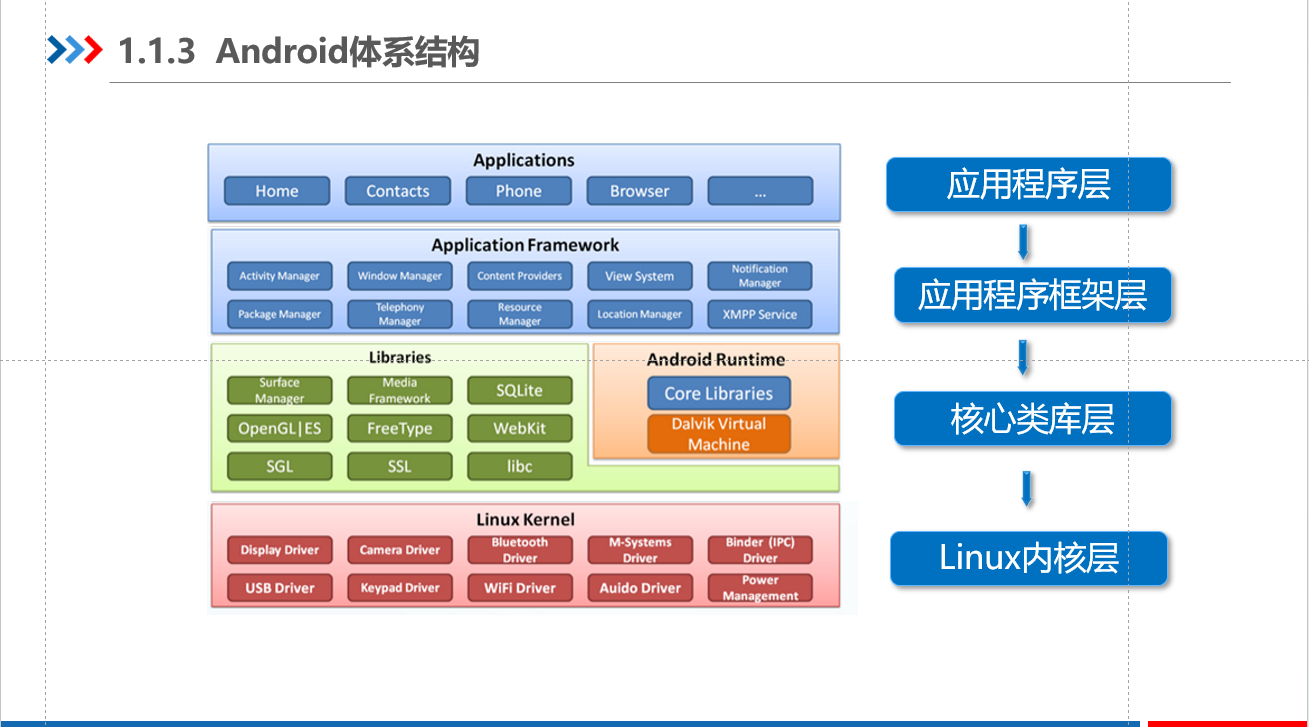 1.1.3 Android体系结构
Applications
Home
Contacts
Phone
Browser
...
应用程序层
Application Framework
Activity Manager
Window Manager
Content Providers
View System
Notification
Manager
Package Manager
Telephony
Manager
Resource
Manager
Location Manager
XMPP Service
应用程序框架层
Libraries
Surface
Manager
Media
Framework
SQLite
OpenGL|ES
FreeType
WebKit
SGL
SSL
libc
Android Runtime
Core Libraries
Dalvik Virtual
Machine
核心类库层
Linux Kernel
Display Driver
Camera Driver
Bluetooth
Driver
M-Systems
Driver
Binder (IPC)
Driver
USB Driver
Keypad Driver
WiFi Driver
Auido Driver
Power
Management
Linux内核层